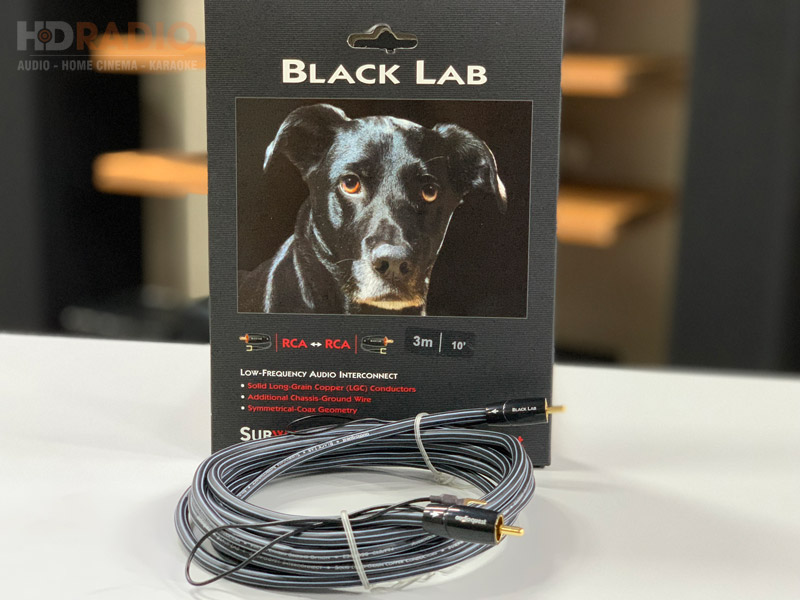 HDRADIO
AUDIO - HOME CINEMA - KARAOKE
BLACK LAB
RCA ↔ RCA
3m | 10'
LOW-FREQUENCY AUDIO INTERCONNECT
• Solid Long-Grain Copper (LGC) Conductors
• Additional Chassis-Ground Wire
• Symmetrical-Coax Geometry
BLACK LAB
audioquest